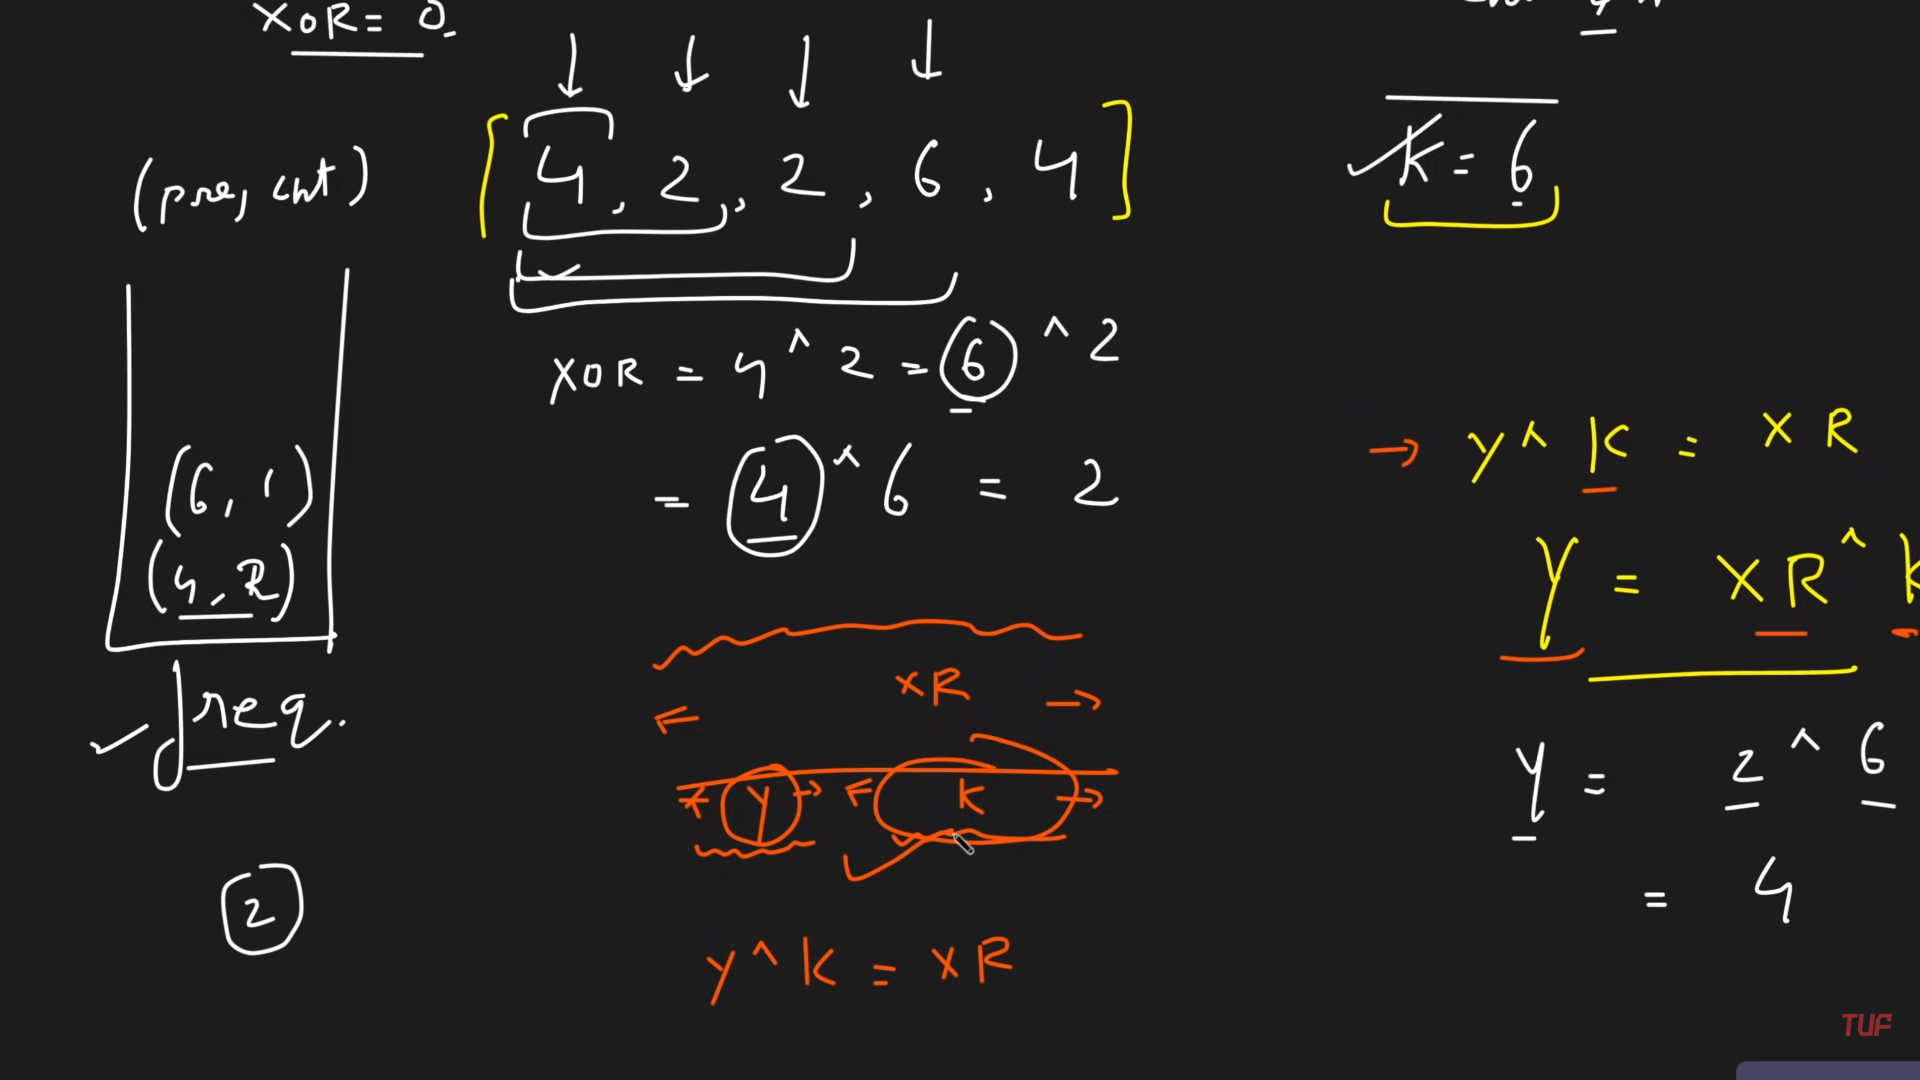 XOR = 0
(pre, cnt)
[4, 2, 2, 6, 4]
K = 6
XOR = 4 ^ 2 = 6 ^ 2
= 4 ^ 6 = 2
(6, 1)
(4, 2)
freq.
2
y ^ K = XR
Y = XR ^ K
Y = 2 ^ 6
= 4
XR
Y K
y ^ K = XR
TUF